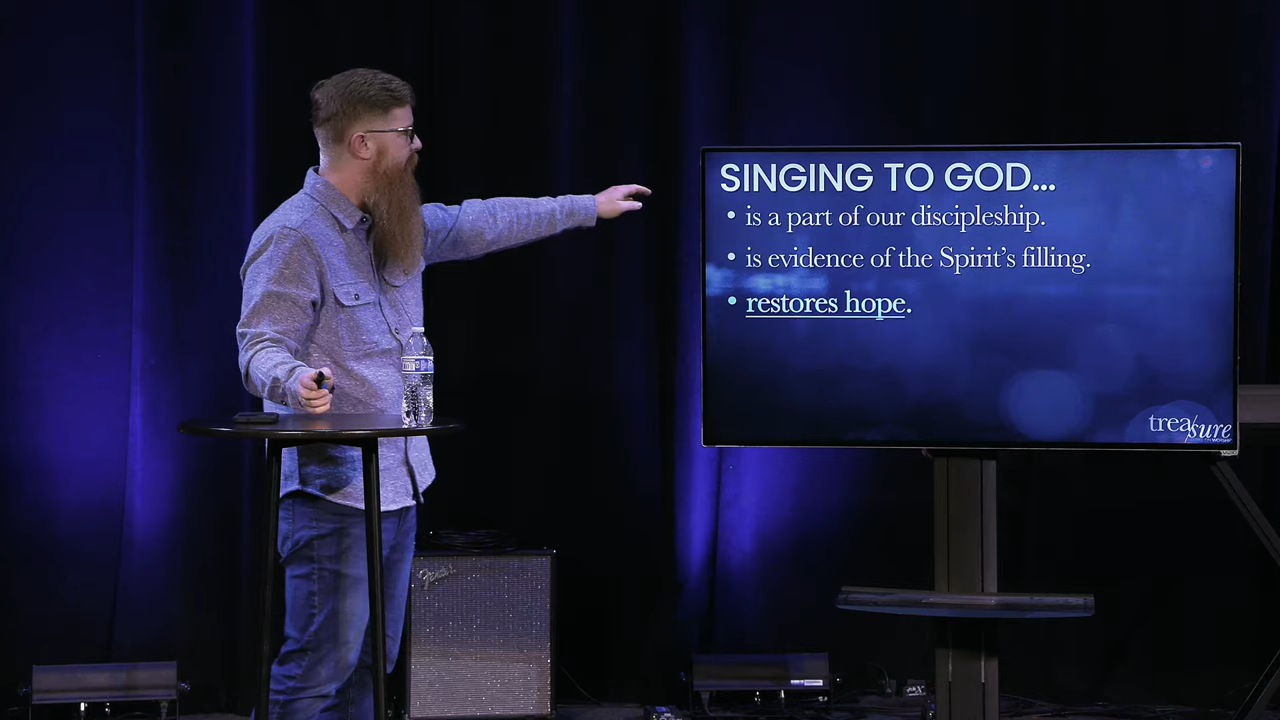 SINGING TO GOD...
• is a part of our discipleship.
• is evidence of the Spirit's filling.
• restores hope.
treasure
Fender